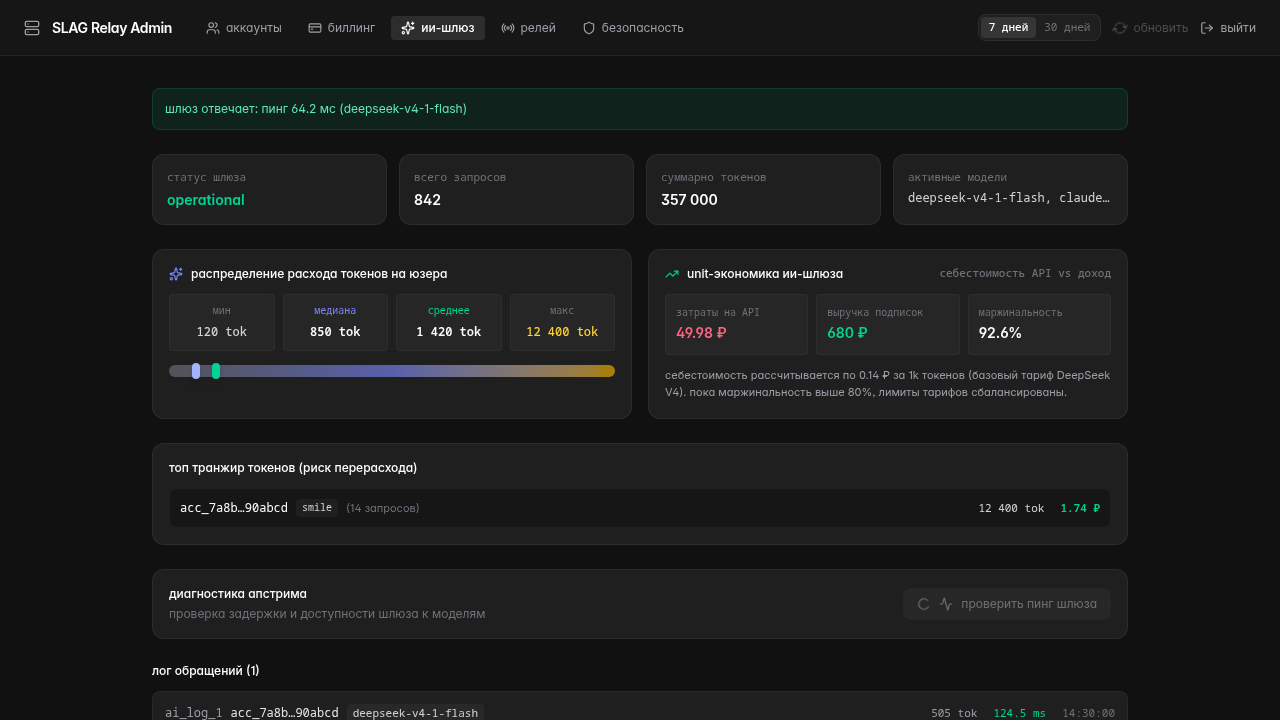 SLAG Relay Admin
аккаунты
биллинг
ии-шлюз
релей
безопасность
7 дней
30 дней
обновить
выйти
шлюз отвечает: пинг 64.2 мс (deepseek-v4-1-flash)
статус шлюза
operational
всего запросов
842
суммарно токенов
357 000
активные модели
deepseek-v4-1-flash, claude…
распределение расхода токенов на юзера
мин
120 tok
медиана
850 tok
среднее
1 420 tok
макс
12 400 tok
unit-экономика ии-шлюза
себестоимость API vs доход
затраты на API
49.98 ₽
выручка подписок
680 ₽
маржинальность
92.6%
себестоимость рассчитывается по 0.14 ₽ за 1k токенов (базовый тариф DeepSeek
V4). пока маржинальность выше 80%, лимиты тарифов сбалансированы.
топ транжир токенов (риск перерасхода)
acc_7a8b…90abcd smile (14 запросов) 12 400 tok 1.74 ₽
диагностика апстрима
проверка задержки и доступности шлюза к моделям
проверить пинг шлюза
лог обращений (1)
ai_log_1 acc_7a8b…90abcd deepseek-v4-1-flash 505 tok 124.5 ms 14:30:00